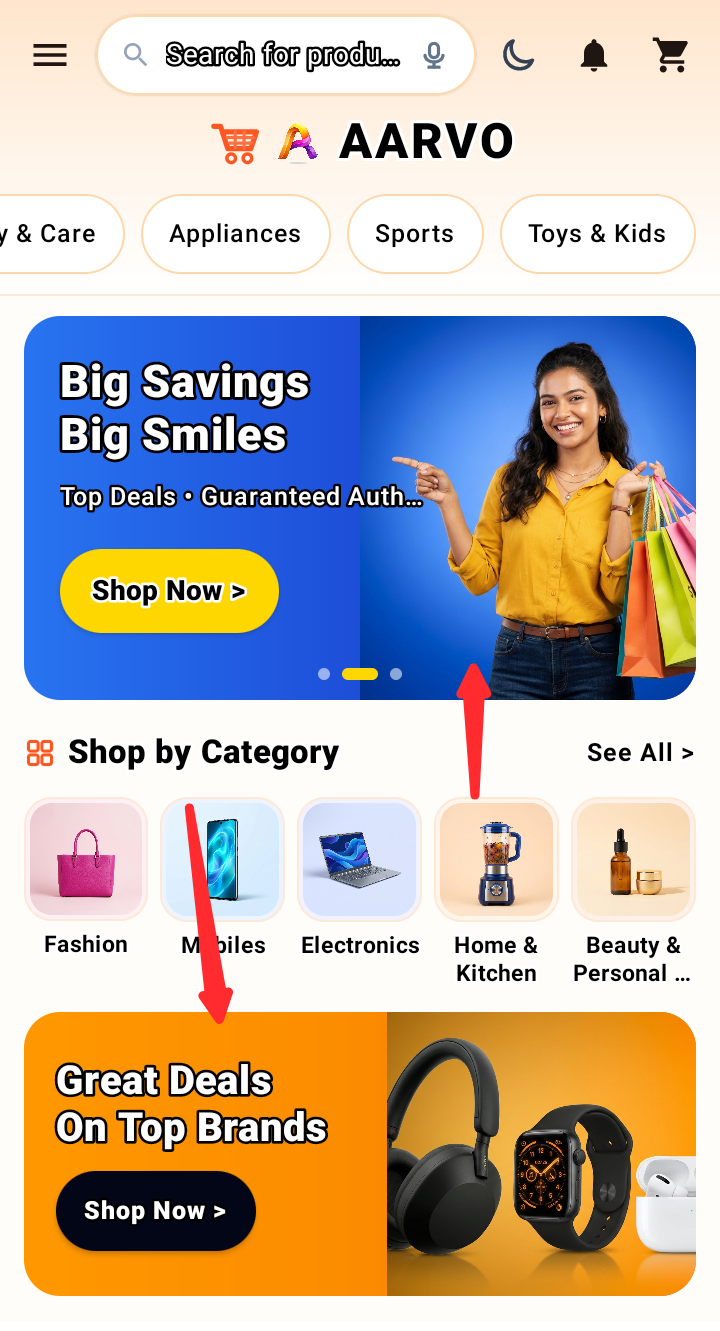 Search for produ...
AARVO
y & Care
Appliances
Sports
Toys & Kids
Big Savings
Big Smiles
Top Deals • Guaranteed Auth...
Shop Now >
Shop by Category
See All >
Fashion
Mobiles
Electronics
Home &
Kitchen
Beauty &
Personal ...
Great Deals
On Top Brands
Shop Now >